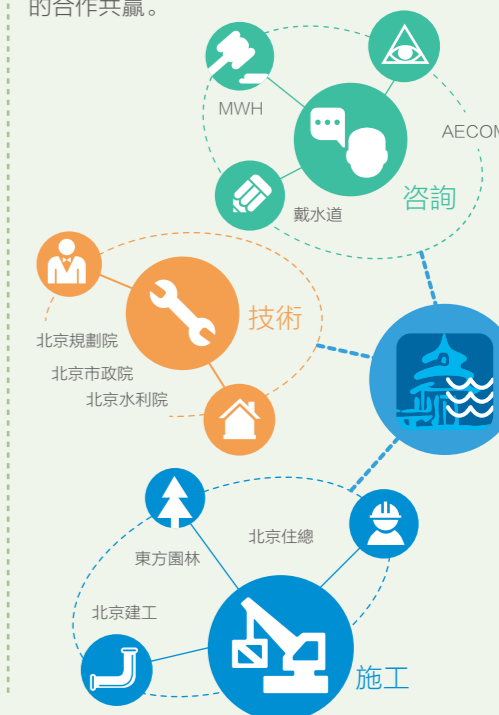 的合作共贏。
MWH
AECOM
戴水道
咨詢
技術
北京規劃院
北京市政院
北京水利院
北京住總
東方園林
北京建工
施工